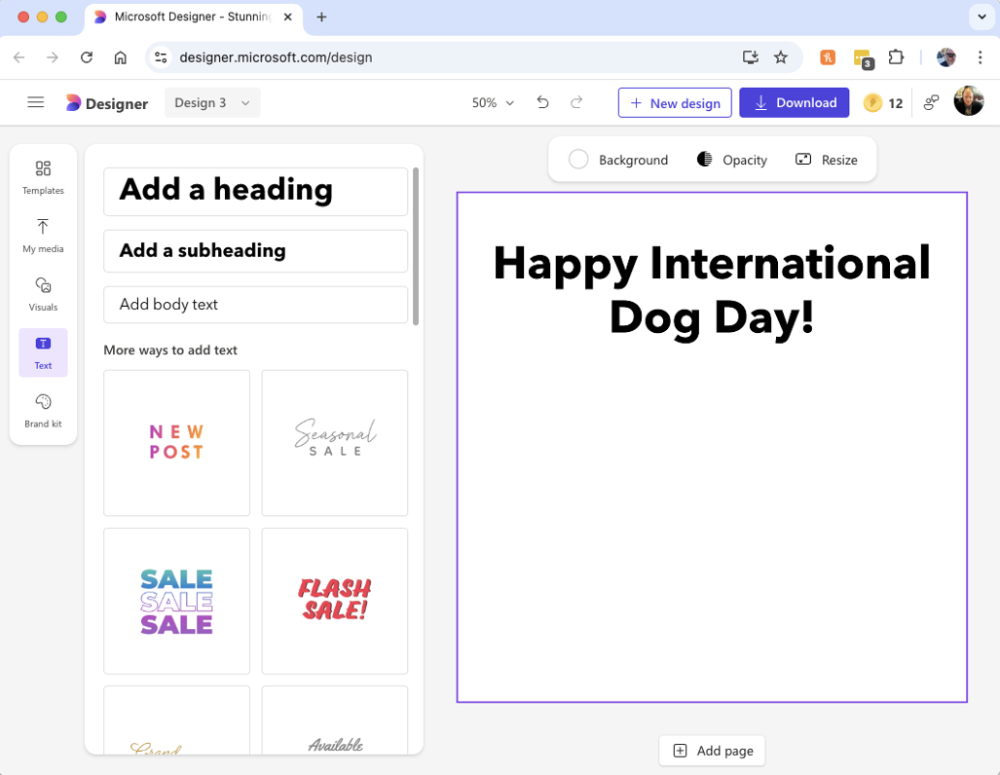 Microsoft Designer - Stunning
designer.microsoft.com/design
3
Designer
Design 3
50%
New design
Download
12
Templates
My media
Visuals
Text
Brand kit
Add a heading
Add a subheading
Add body text
More ways to add text
NEW
POST
Seasonal
SALE
SALE
SALE
SALE
FLASH
SALE!
Grand
Available
Background
Opacity
Resize
Happy International
Dog Day!
Add page